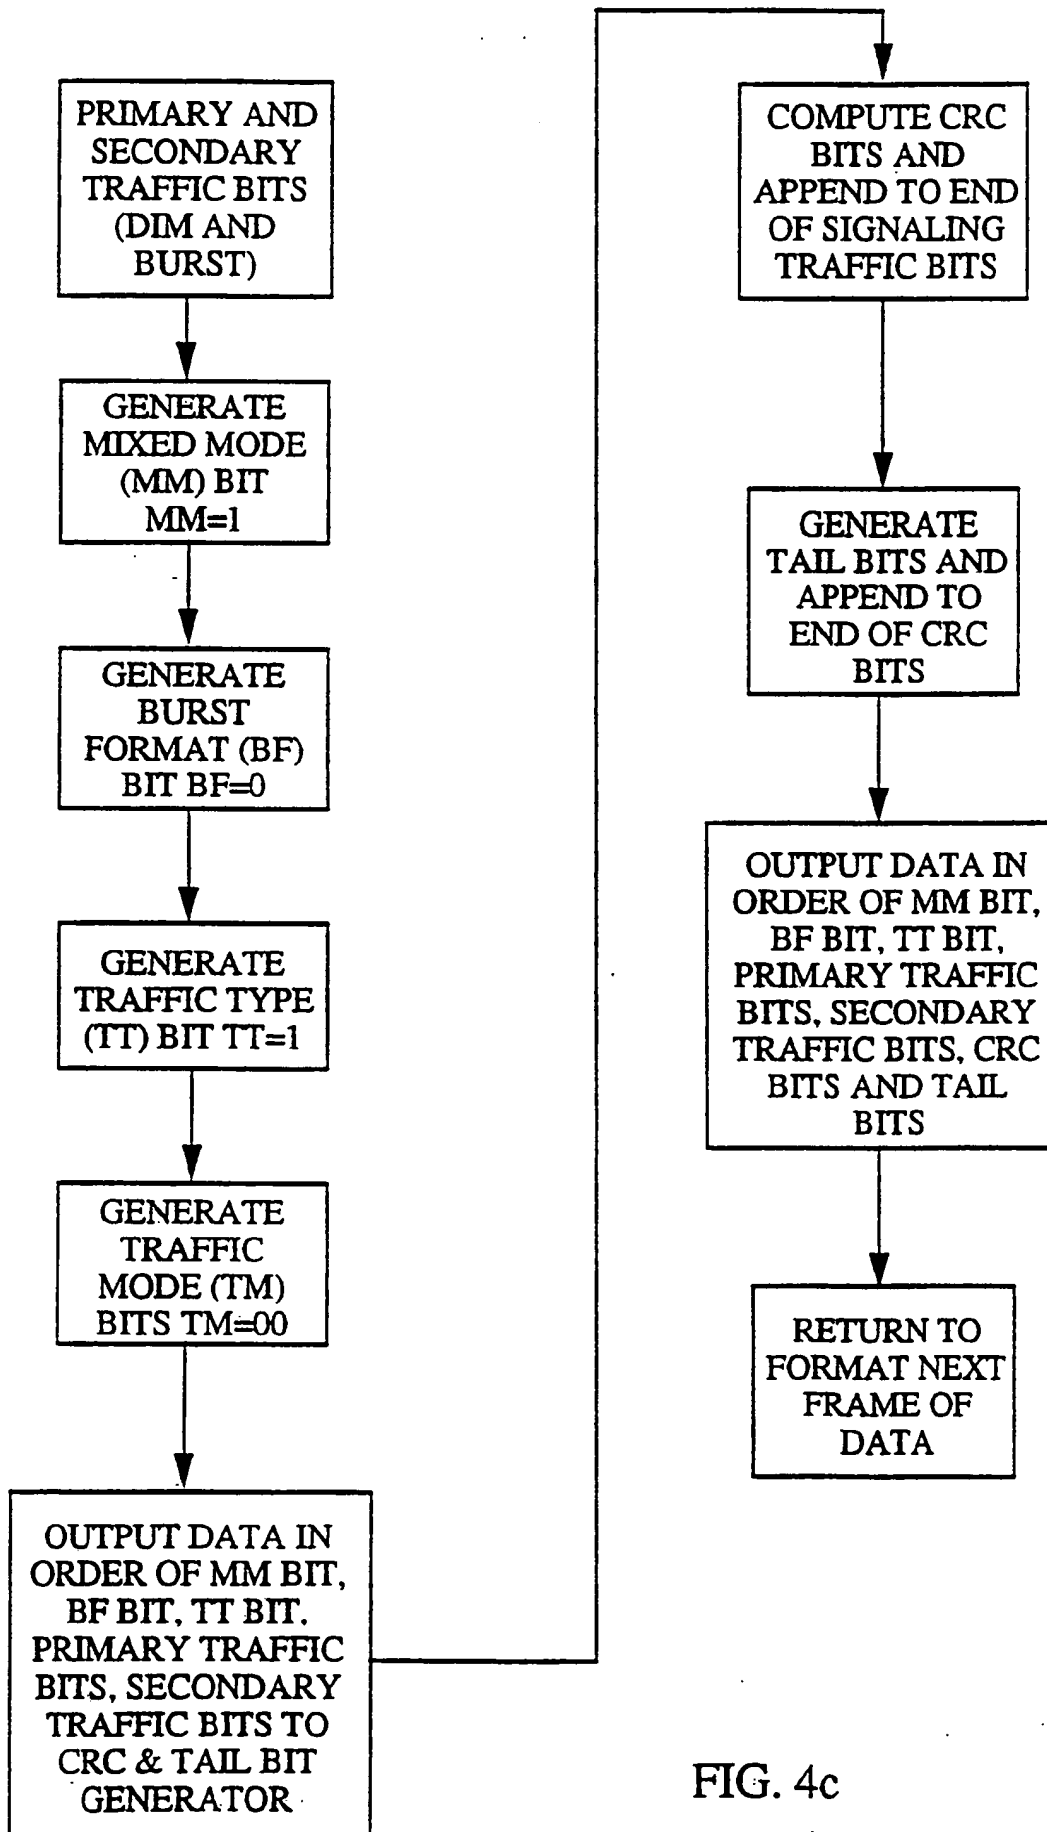 PRIMARY AND
SECONDARY
TRAFFIC BITS
(DIM AND
BURST)
GENERATE
MIXED MODE
(MM) BIT
MM=1
GENERATE
BURST
FORMAT (BF)
BIT BF=0
GENERATE
TRAFFIC TYPE
(TT) BIT TT=1
GENERATE
TRAFFIC
MODE (TM)
BITS TM=00
OUTPUT DATA IN
ORDER OF MM BIT,
BF BIT, TT BIT,
PRIMARY TRAFFIC
BITS, SECONDARY
TRAFFIC BITS TO
CRC & TAIL BIT
GENERATOR
COMPUTE CRC
BITS AND
APPEND TO END
OF SIGNALING
TRAFFIC BITS
GENERATE
TAIL BITS AND
APPEND TO
END OF CRC
BITS
OUTPUT DATA IN
ORDER OF MM BIT,
BF BIT, TT BIT,
PRIMARY TRAFFIC
BITS, SECONDARY
TRAFFIC BITS, CRC
BITS AND TAIL
BITS
RETURN TO
FORMAT NEXT
FRAME OF
DATA
FIG. 4c